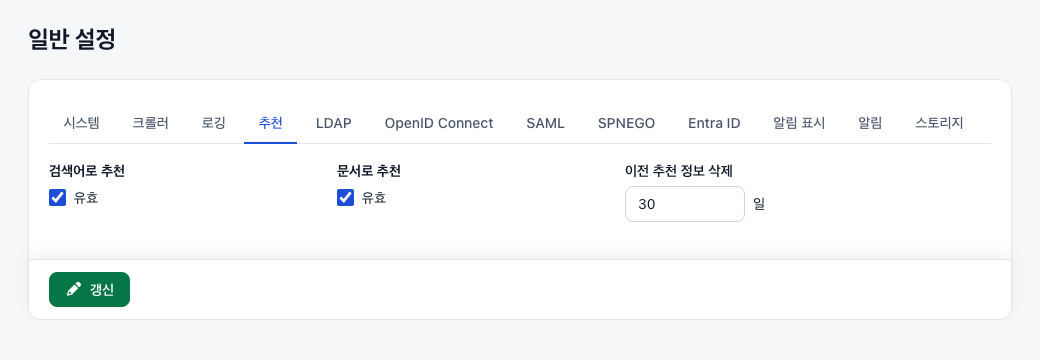 일반 설정
시스템 크롤러 로깅 추천 LDAP OpenID Connect SAML SPNEGO Entra ID 알림 표시 알림 스토리지
검색어로 추천 문서로 추천 이전 추천 정보 삭제
유효 유효 30 일
갱신